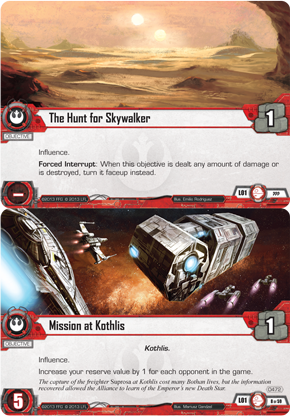 The Hunt for Skywalker
1
OBJECTIVE
Influence.
Forced Interrupt: When this objective is dealt any amount of damage or
is destroyed, turn it faceup instead.
–
©2013 FFG ©2013 LFL
Illus. Emilio Rodriguez
L01
???
Mission at Kothlis
1
OBJECTIVE
Kothlis.
Influence.
Increase your reserve value by 1 for each opponent in the game.
The capture of the freighter Suprosa at Kothlis cost many Bothan lives, but the information
recovered allowed the Alliance to learn of the Emperor's new Death Star.
0472
5
©2013 FFG ©2013 LFL
L01